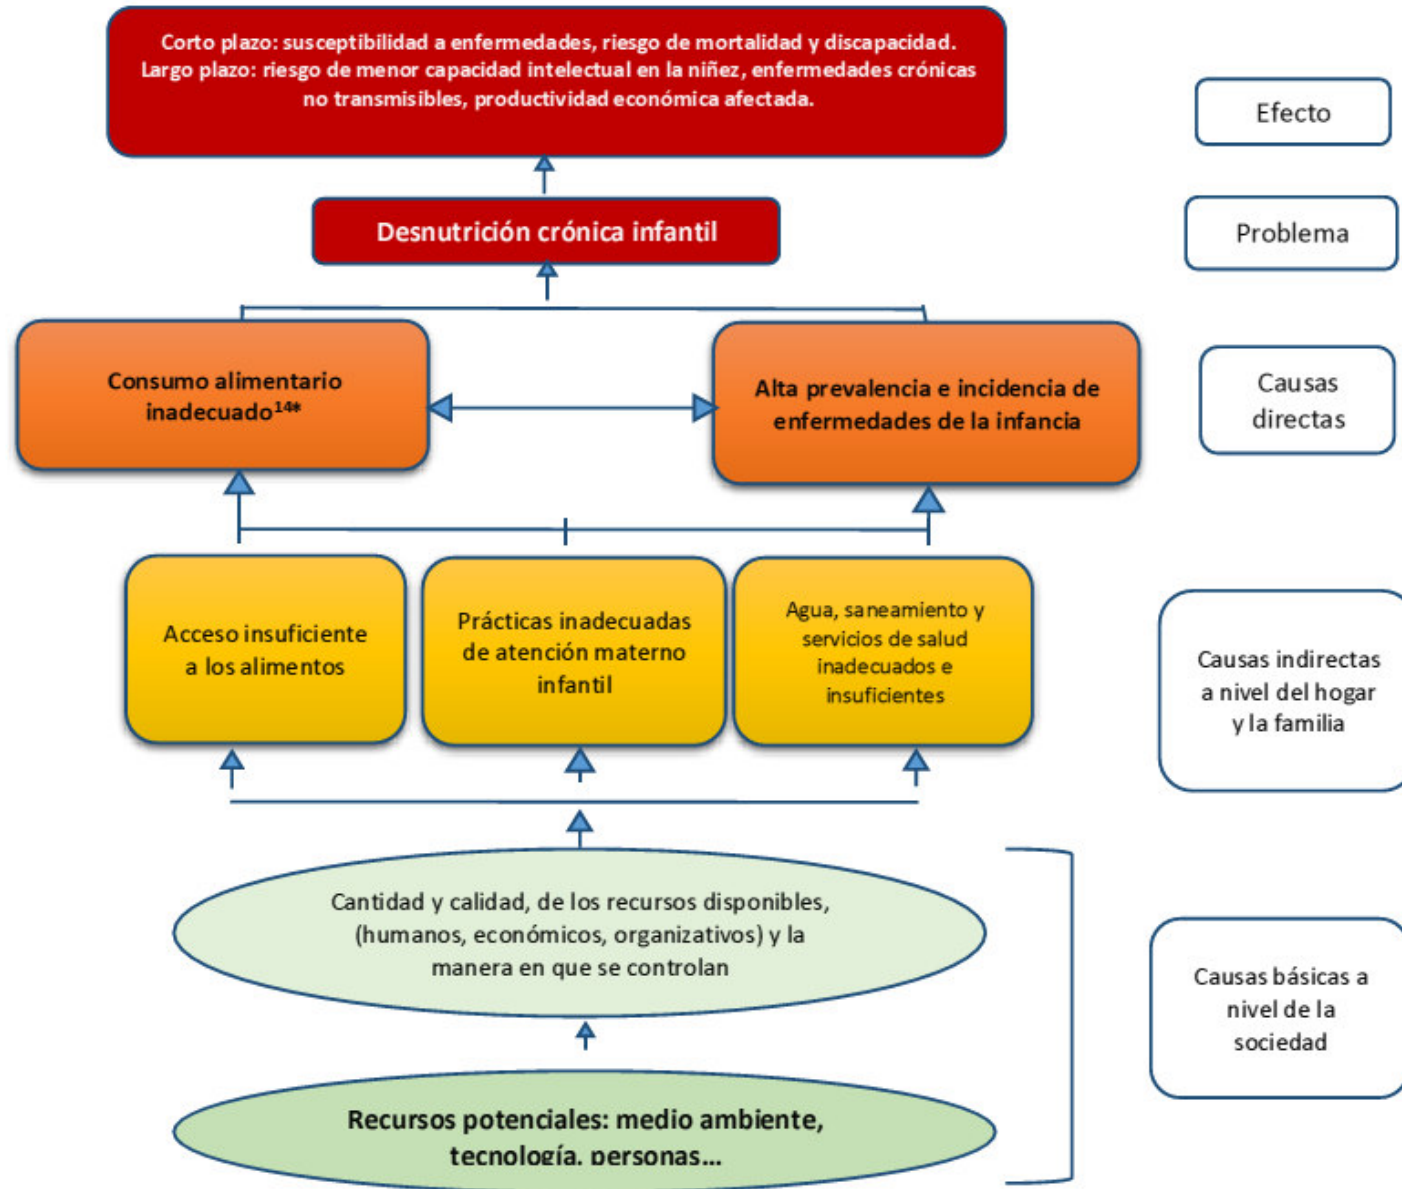 Corto plazo: susceptibilidad a enfermedades, riesgo de mortalidad y discapacidad.
Largo plazo: riesgo de menor capacidad intelectual en la niñez, enfermedades crónicas
no transmisibles, productividad económica afectada.
Efecto
Desnutrición crónica infantil
Problema
Consumo alimentario
inadecuado14*
Alta prevalencia e incidencia de
enfermedades de la infancia
Causas
directas
Acceso insuficiente
a los alimentos
Prácticas inadecuadas
de atención materno
infantil
Agua, saneamiento y
servicios de salud
inadecuados e
insuficientes
Causas indirectas
a nivel del hogar
y la familia
Cantidad y calidad, de los recursos disponibles,
(humanos, económicos, organizativos) y la
manera en que se controlan
Causas básicas a
nivel de la
sociedad
Recursos potenciales: medio ambiente,
tecnología, personas...